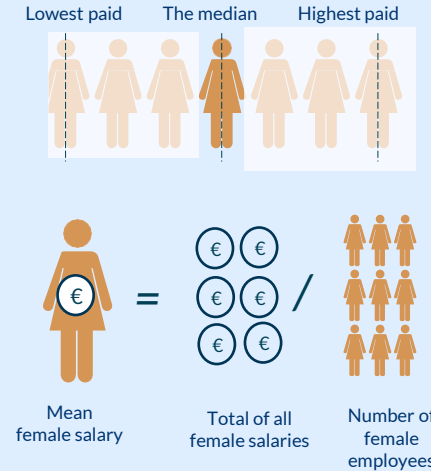 Lowest paid The median Highest paid
€ = € €
€ € /
€ €
Mean
female salary
Total of all
female salaries
Number of
female
employees